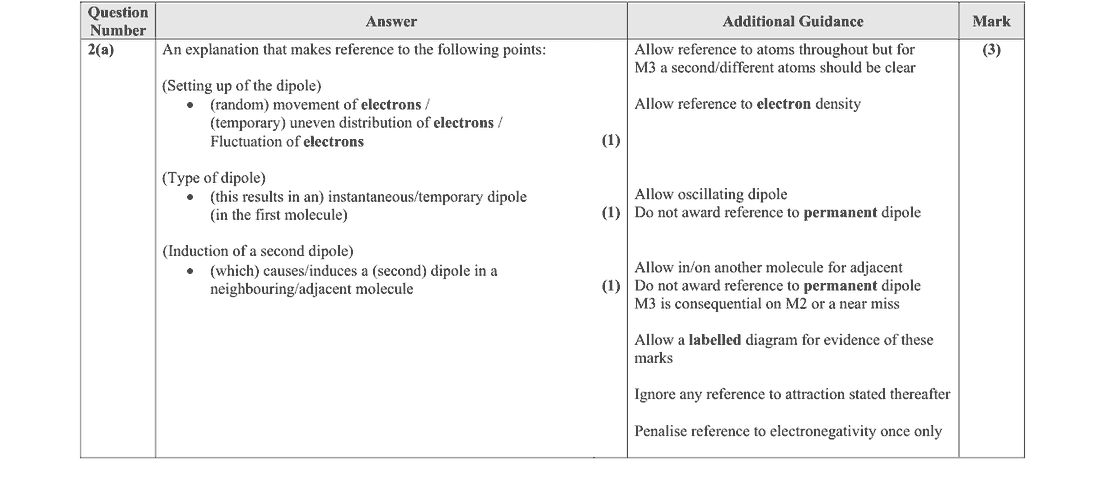 Question Number
Answer
Additional Guidance
Mark
2(a)
An explanation that makes reference to the following points:
(Setting up of the dipole)
• (random) movement of electrons /
(temporary) uneven distribution of electrons /
Fluctuation of electrons
(1)
(Type of dipole)
• (this results in an) instantaneous/temporary dipole
(in the first molecule)
(1)
(Induction of a second dipole)
• (which) causes/induces a (second) dipole in a
neighbouring/adjacent molecule
(1)
Allow reference to atoms throughout but for
M3 a second/different atoms should be clear
Allow reference to electron density
Allow oscillating dipole
Do not award reference to permanent dipole
Allow in/on another molecule for adjacent
Do not award reference to permanent dipole
M3 is consequential on M2 or a near miss
Allow a labelled diagram for evidence of these
marks
Ignore any reference to attraction stated thereafter
Penalise reference to electronegativity once only
(3)